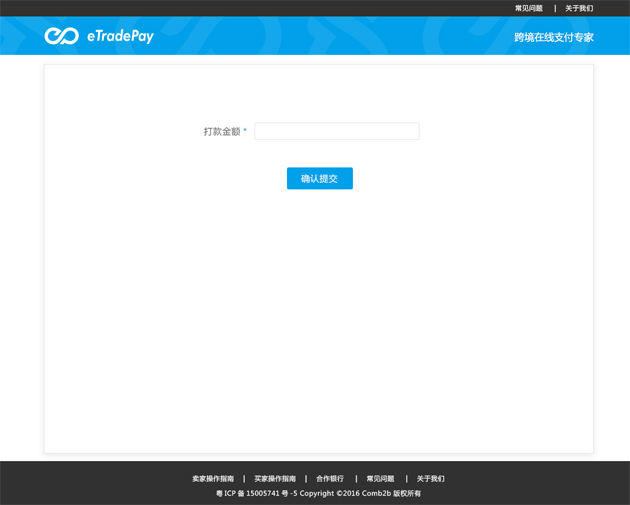 常见问题 | 关于我们
eTradePay 跨境在线支付专家
打款金额 *
确认提交
卖家操作指南 | 买家操作指南 | 合作银行 | 常见问题 | 关于我们
粤 ICP 备 15005741 号 -5 Copyright ©2016 Comb2b 版权所有